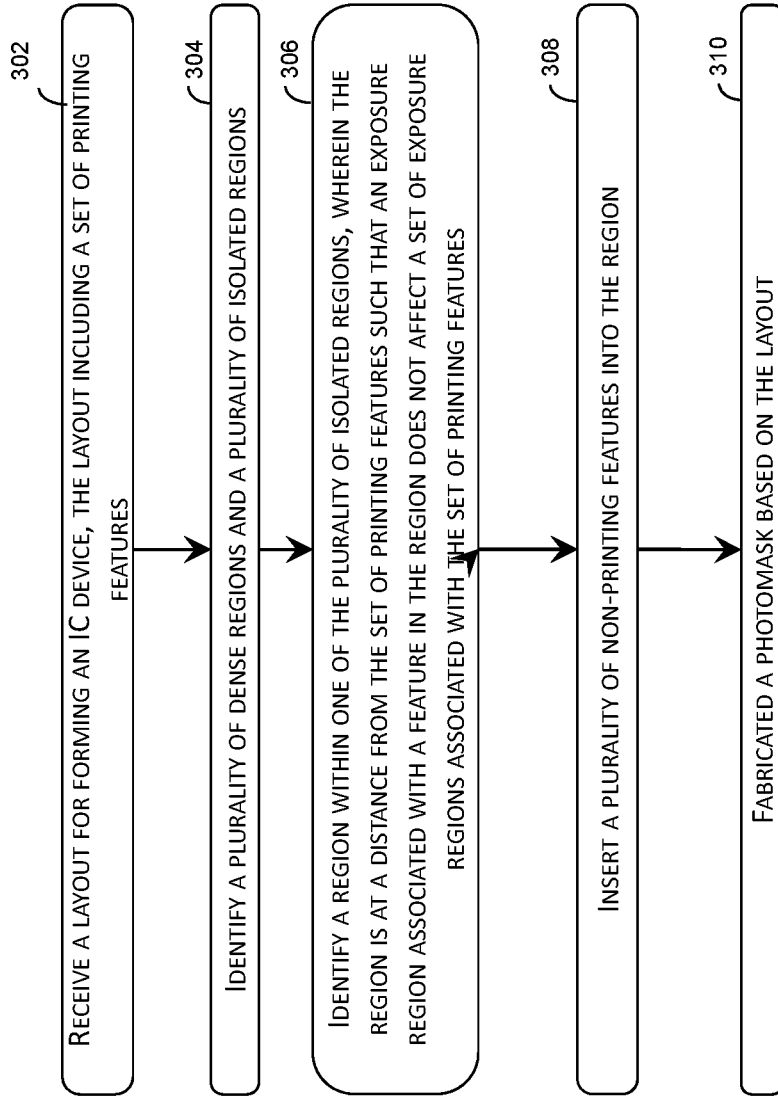 302
RECEIVE A LAYOUT FOR FORMING AN IC DEVICE, THE LAYOUT INCLUDING A SET OF PRINTING
FEATURES
304
IDENTIFY A PLURALITY OF DENSE REGIONS AND A PLURALITY OF ISOLATED REGIONS
306
IDENTIFY A REGION WITHIN ONE OF THE PLURALITY OF ISOLATED REGIONS, WHEREIN THE
REGION IS AT A DISTANCE FROM THE SET OF PRINTING FEATURES SUCH THAT AN EXPOSURE
REGION ASSOCIATED WITH A FEATURE IN THE REGION DOES NOT AFFECT A SET OF EXPOSURE
REGIONS ASSOCIATED WITH THE SET OF PRINTING FEATURES
308
INSERT A PLURALITY OF NON-PRINTING FEATURES INTO THE REGION
310
FABRICATED A PHOTOMASK BASED ON THE LAYOUT